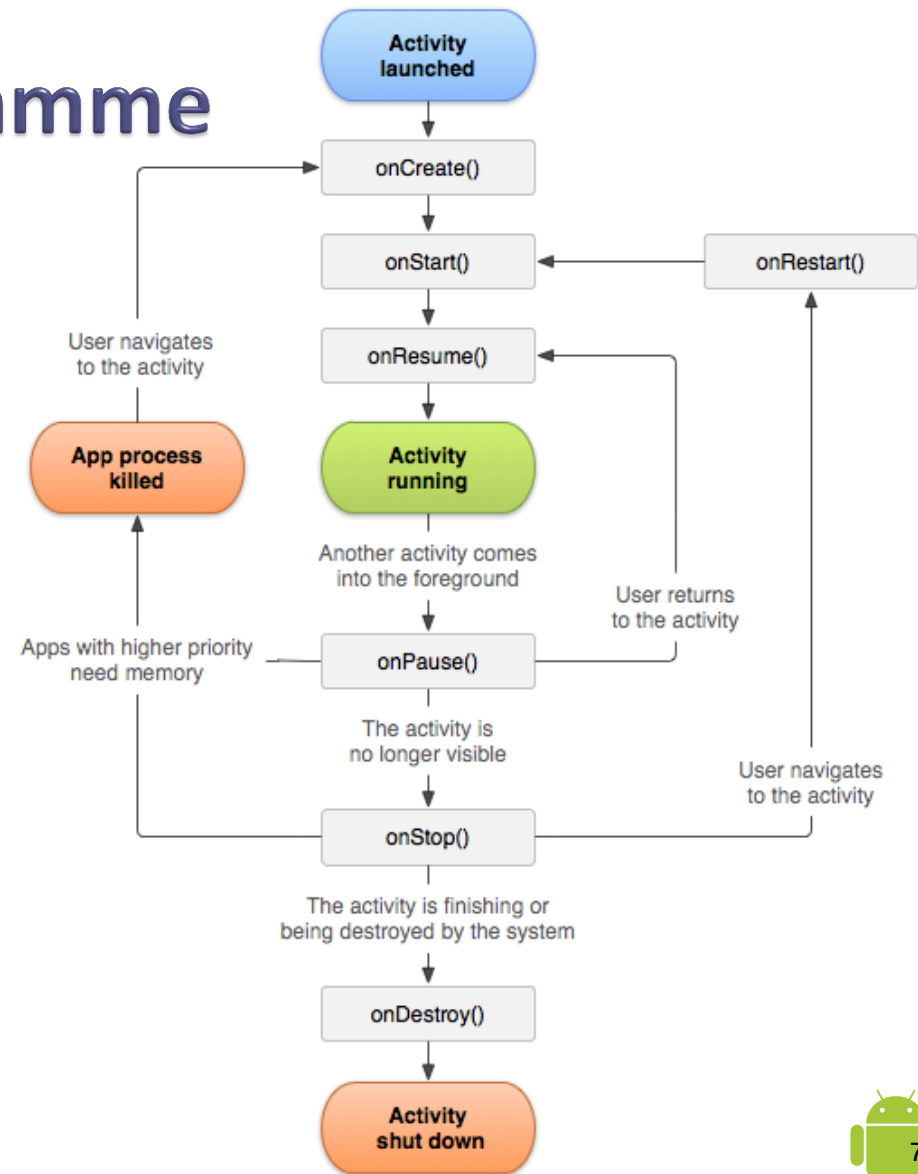 Activity
launched
amme
onCreate()
onStart()
onRestart()
User navigates
to the activity
onResume()
App process
killed
Activity
running
Another activity comes
into the foreground
User returns
to the activity
Apps with higher priority
need memory
onPause()
The activity is
no longer visible
User navigates
to the activity
onStop()
The activity is finishing or
being destroyed by the system
onDestroy()
Activity
shut down
7